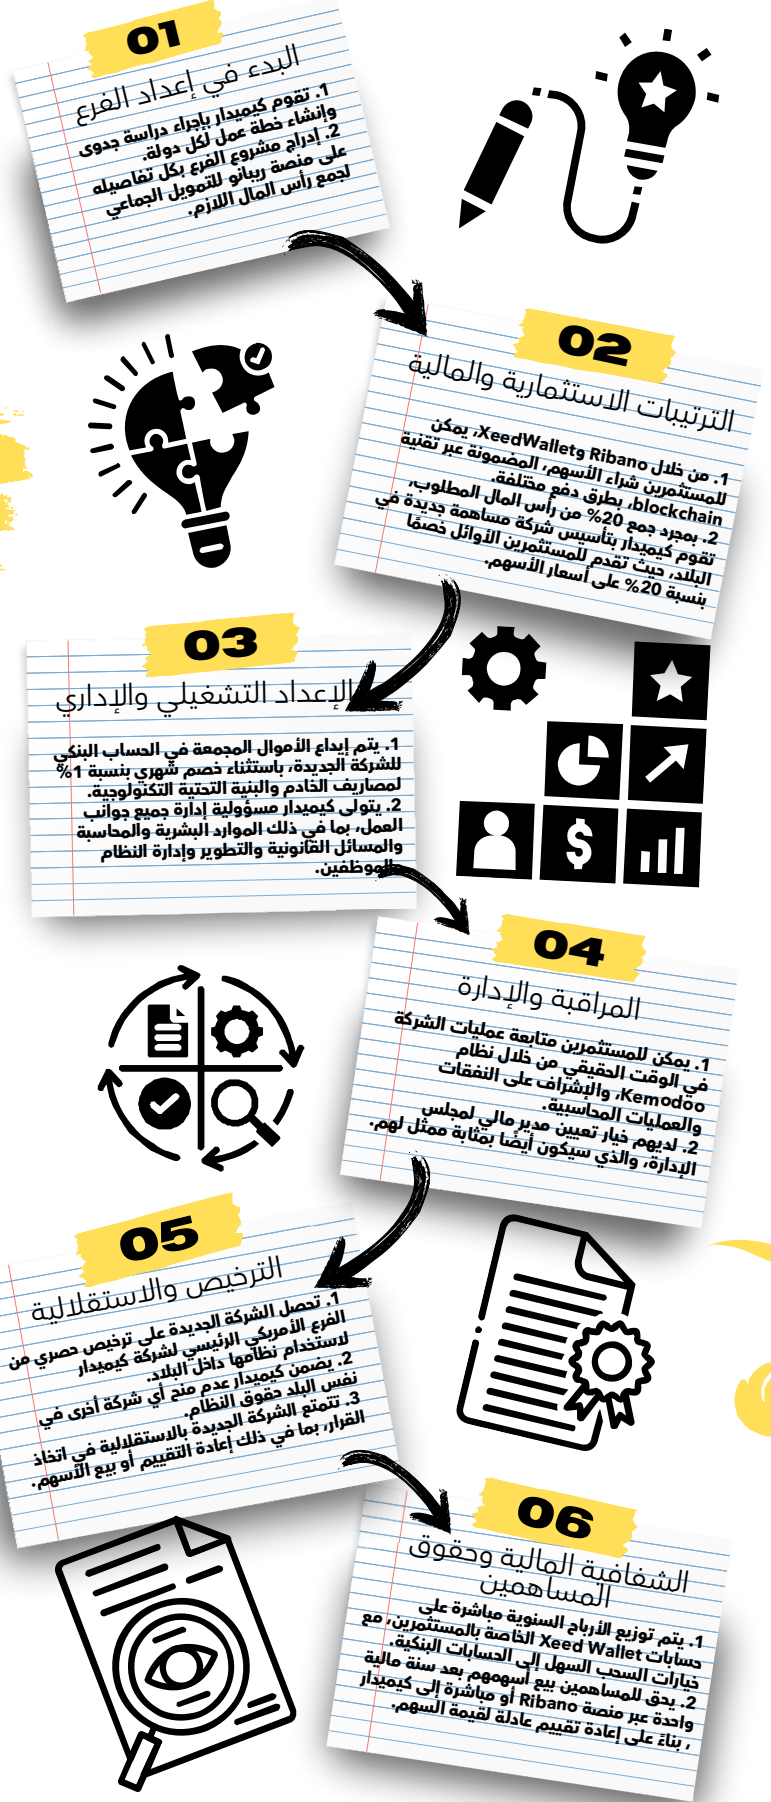 01
البدء في إعداد الفرع
1. تقوم كيميدار بإجراء دراسة جدوى
وإنشاء خطة عمل لكل دولة.
2. إدراج مشروع الفرع بكل تفاصيله
على منصة ريبانو للتمويل الجماعي
لجمع رأس المال اللازم.
02
الترتيبات الاستثمارية والمالية
1. من خلال Ribano وXeedWallet، يمكن
للمستثمرين شراء الأسهم، المضمونة عبر تقنية
blockchain، بطرق دفع مختلفة.
2. بمجرد جمع 20% من رأس المال المطلوب،
تقوم كيميدار بتأسيس شركة مساهمة جديدة في
البلاد، حيث تقدم للمستثمرين الأوائل خصمًا
بنسبة 20% على أسعار الأسهم.
03
الإعداد التشغيلي والإداري
1. يتم إيداع الأموال المجمعة في الحساب البنكي
للشركة الجديدة، باستثناء خصم شهري بنسبة 1%
لمصاريف الخادم والبنية التحتية التكنولوجية.
2. يتولى كيميدار مسؤولية إدارة جميع جوانب
العمل، بما في ذلك الموارد البشرية والمحاسبة
والمسائل القانونية والتطوير وإدارة النظام
والموظفين.
04
المراقبة والإدارة
1. يمكن للمستثمرين متابعة عمليات الشركة
في الوقت الحقيقي من خلال نظام
Kemodoo، والإشراف على النفقات
والعمليات المحاسبية.
2. لديهم خيار تعيين مدير مالي لمجلس
الإدارة، والذي سيكون أيضًا بمثابة ممثل لهم.
05
الترخيص والاستقلالية
1. تحصل الشركة الجديدة على ترخيص حصري من
الفرع الأمريكي الرئيسي لشركة كيميدار
لاستخدام نظامها داخل البلاد.
2. يضمن كيميدار عدم منح أي شركة أخرى في
نفس البلد حقوق النظام.
3. تتمتع الشركة الجديدة بالاستقلالية في اتخاذ
القرار، بما في ذلك إعادة التقييم أو بيع الأسهم.
06
الشفافية المالية وحقوق
المساهمين
1. يتم توزيع الأرباح السنوية مباشرة على
حسابات Xeed Wallet الخاصة بالمستثمرين، مع
خيارات السحب السهل إلى الحسابات البنكية.
2. يحق للمساهمين بيع أسهمهم بعد سنة مالية
واحدة عبر منصة Ribano أو مباشرة إلى كيميدار
، بناءً على إعادة تقييم عادلة لقيمة السهم.